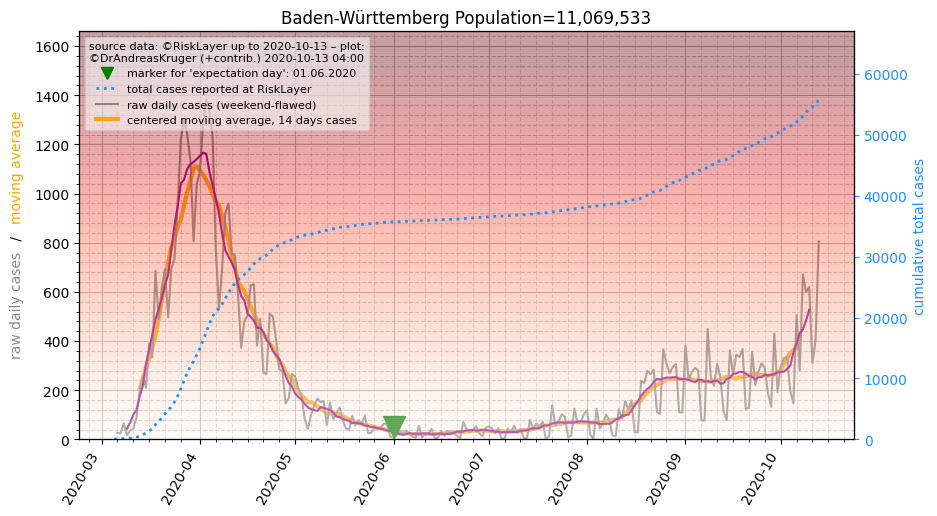 Baden-Württemberg Population=11,069,533
source data: ©RiskLayer up to 2020-10-13 – plot:
©DrAndreasKruger (+contrib.) 2020-10-13 04:00
marker for 'expectation day': 01.06.2020
total cases reported at RiskLayer
raw daily cases (weekend-flawed)
centered moving average, 14 days cases
raw daily cases / moving average
1600
1400
1200
1000
800
600
400
200
0
cumulative total cases
60000
50000
40000
30000
20000
10000
0
2020-03
2020-04
2020-05
2020-06
2020-07
2020-08
2020-09
2020-10